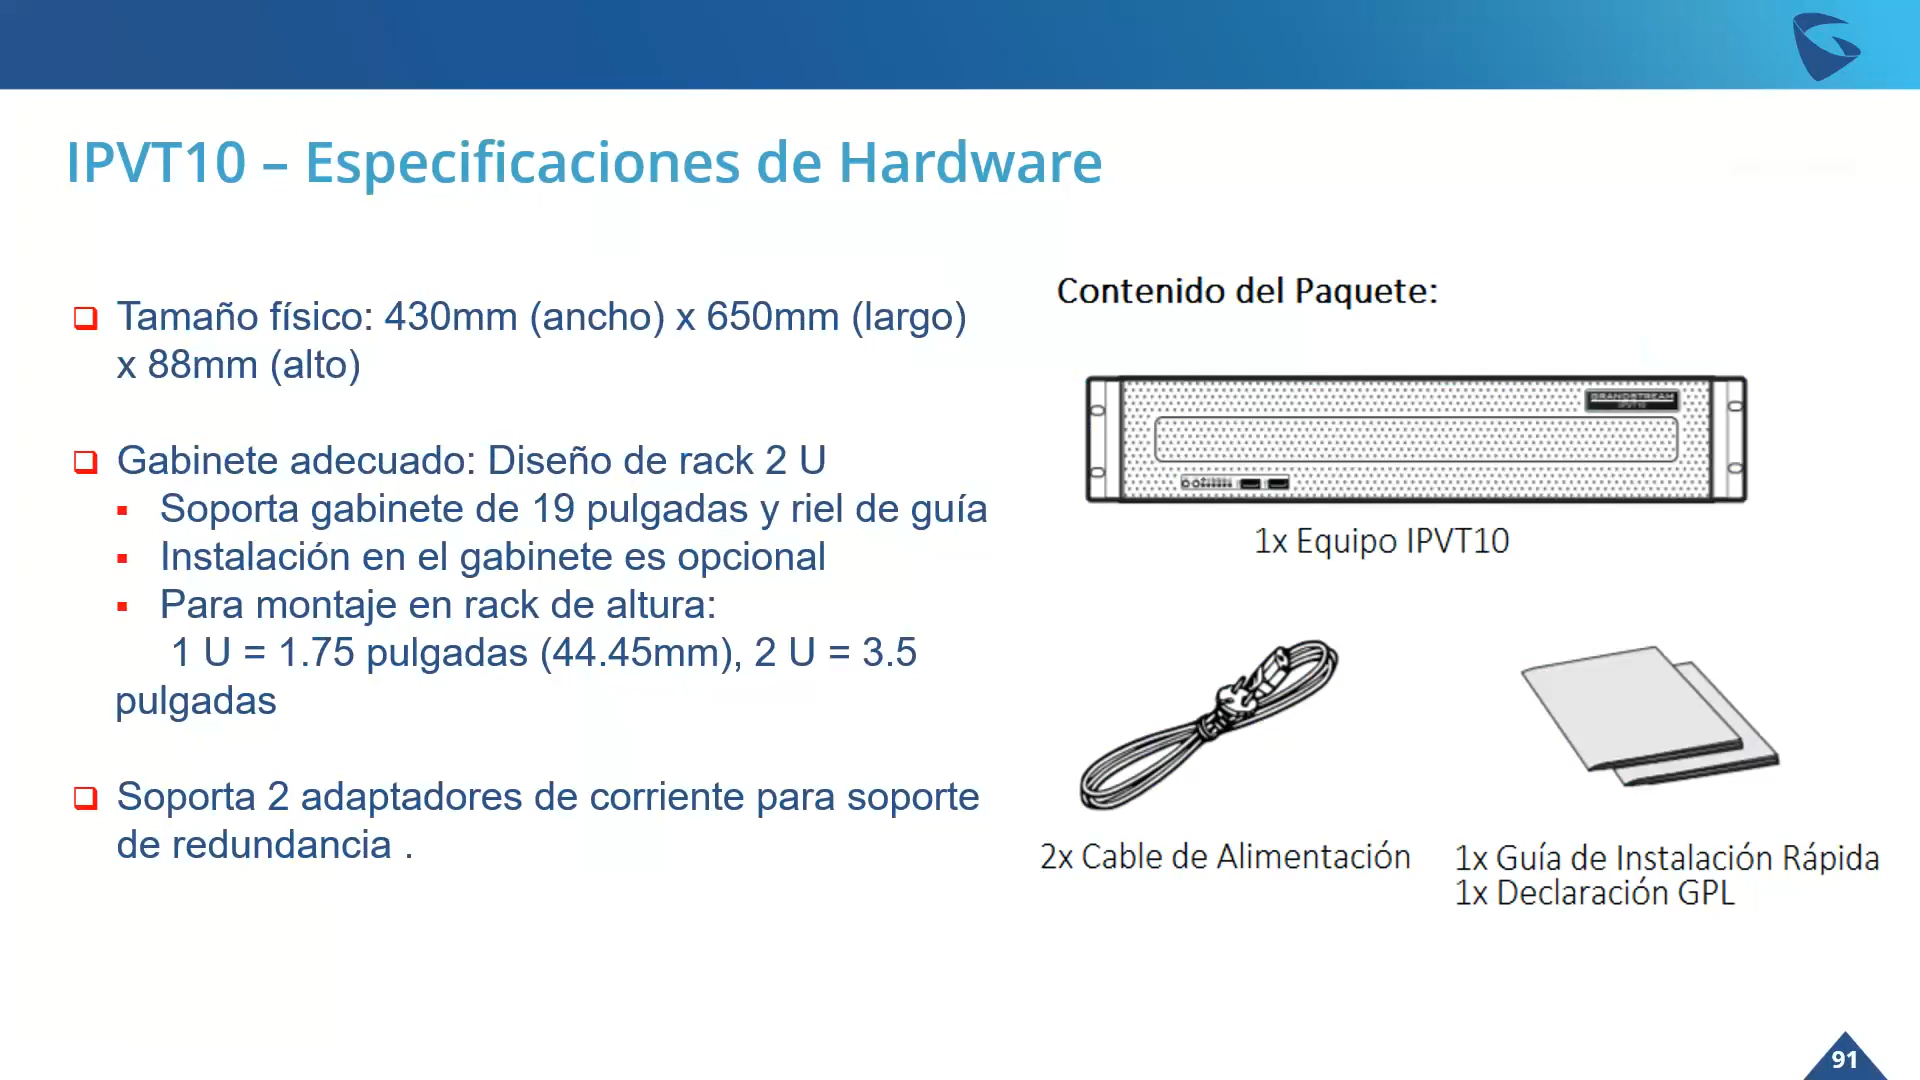 IPVT10 – Especificaciones de Hardware
Tamaño físico: 430mm (ancho) x 650mm (largo)
x 88mm (alto)
Gabinete adecuado: Diseño de rack 2 U
Soporta gabinete de 19 pulgadas y riel de guía
Instalación en el gabinete es opcional
Para montaje en rack de altura:
1 U = 1.75 pulgadas (44.45mm), 2 U = 3.5
pulgadas
Soporta 2 adaptadores de corriente para soporte
de redundancia .
Contenido del Paquete:
GRANDSTREAM
IPVT10
1x Equipo IPVT10
2x Cable de Alimentación
1x Guía de Instalación Rápida
1x Declaración GPL
91